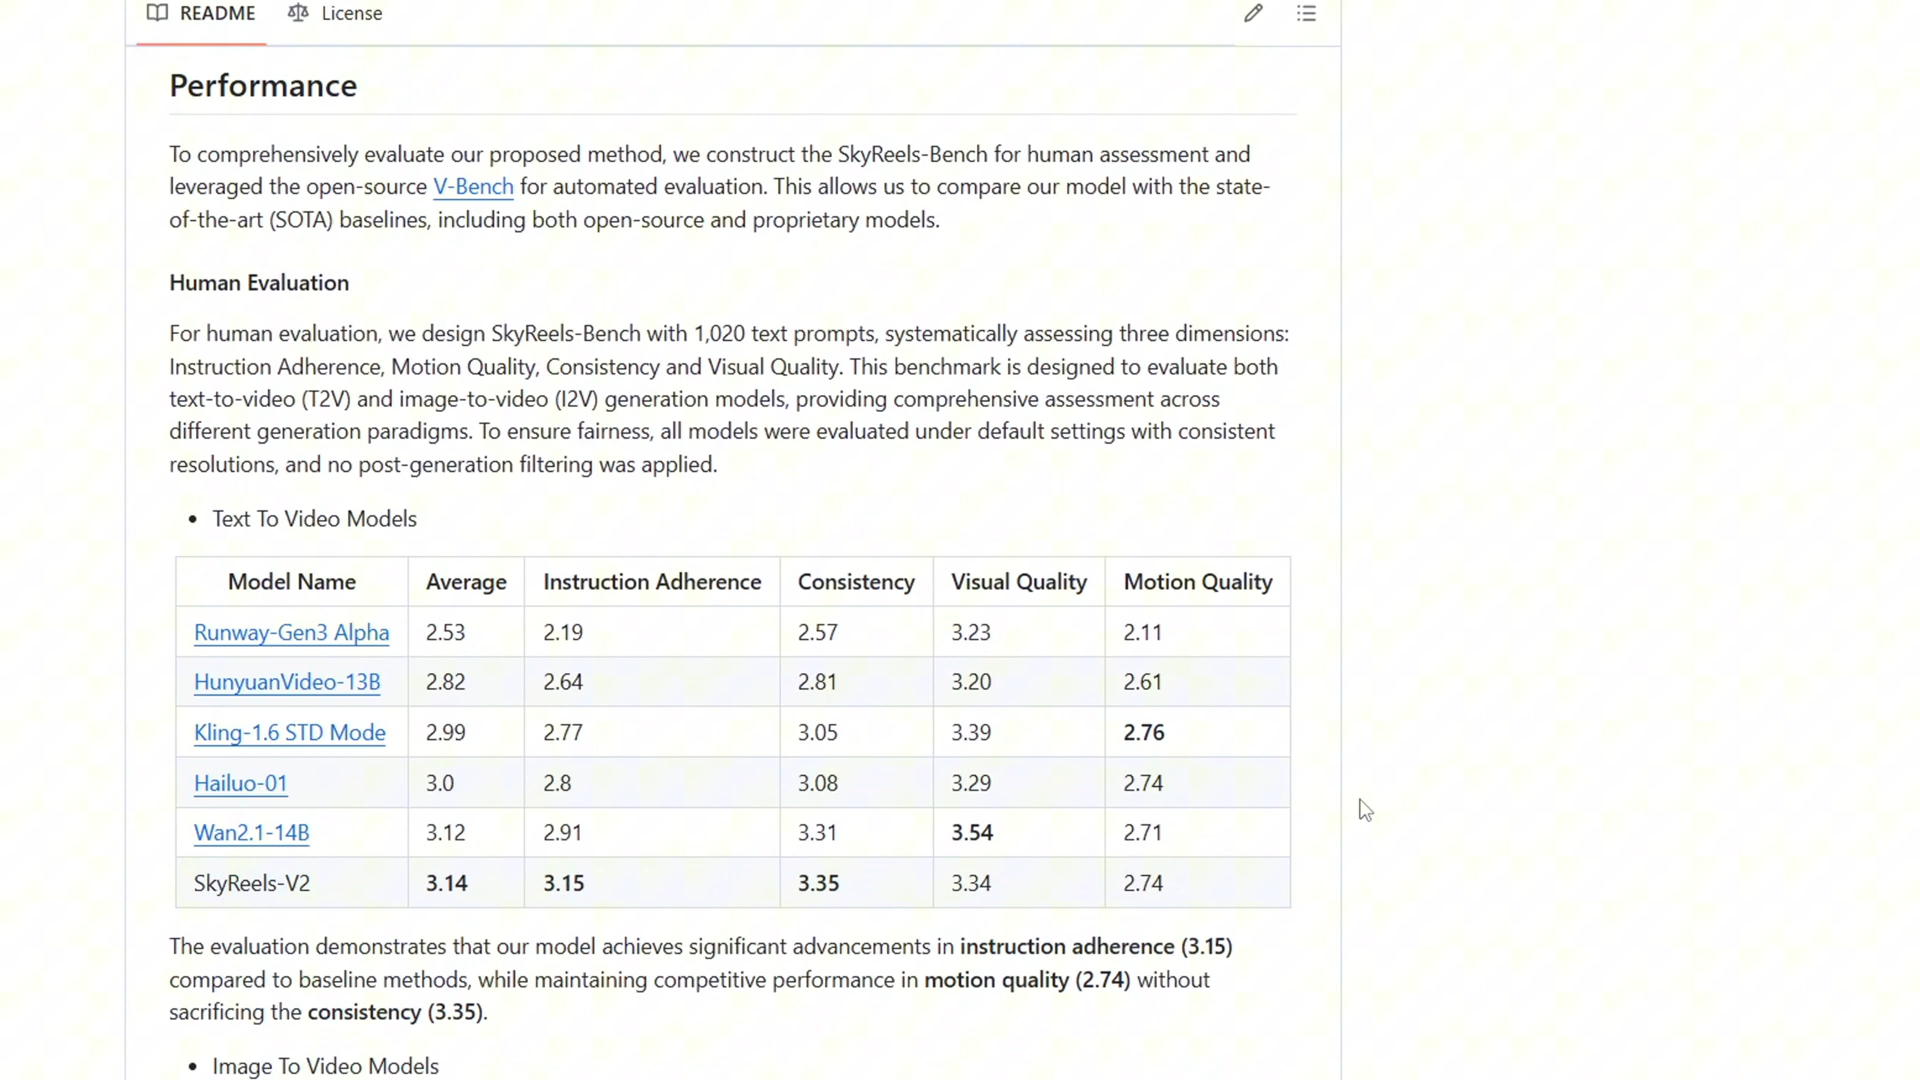 README License
Performance
To comprehensively evaluate our proposed method, we construct the SkyReels-Bench for human assessment and
leveraged the open-source V-Bench for automated evaluation. This allows us to compare our model with the state-
of-the-art (SOTA) baselines, including both open-source and proprietary models.
Human Evaluation
For human evaluation, we design SkyReels-Bench with 1,020 text prompts, systematically assessing three dimensions:
Instruction Adherence, Motion Quality, Consistency and Visual Quality. This benchmark is designed to evaluate both
text-to-video (T2V) and image-to-video (I2V) generation models, providing comprehensive assessment across
different generation paradigms. To ensure fairness, all models were evaluated under default settings with consistent
resolutions, and no post-generation filtering was applied.
• Text To Video Models
Model Name Average Instruction Adherence Consistency Visual Quality Motion Quality
Runway-Gen3 Alpha 2.53 2.19 2.57 3.23 2.11
HunyuanVideo-13B 2.82 2.64 2.81 3.20 2.61
Kling-1.6 STD Mode 2.99 2.77 3.05 3.39 2.76
Hailuo-01 3.0 2.8 3.08 3.29 2.74
Wan2.1-14B 3.12 2.91 3.31 3.54 2.71
SkyReels-V2 3.14 3.15 3.35 3.34 2.74
The evaluation demonstrates that our model achieves significant advancements in instruction adherence (3.15)
compared to baseline methods, while maintaining competitive performance in motion quality (2.74) without
sacrificing the consistency (3.35).
• Image To Video Models